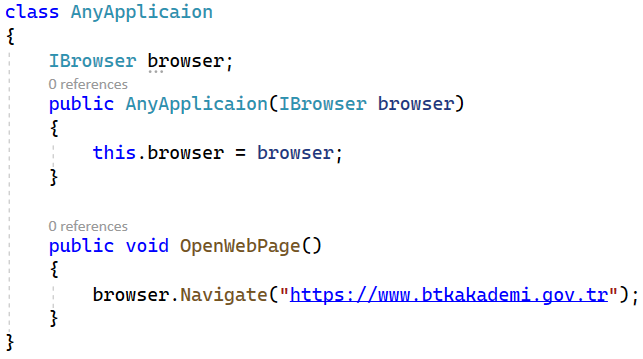 class AnyApplicaion
{
IBrowser browser;
0 references
public AnyApplicaion(IBrowser browser)
{
this.browser = browser;
}
0 references
public void OpenWebPage()
{
browser.Navigate("https://www.btkakademi.gov.tr");
}
}